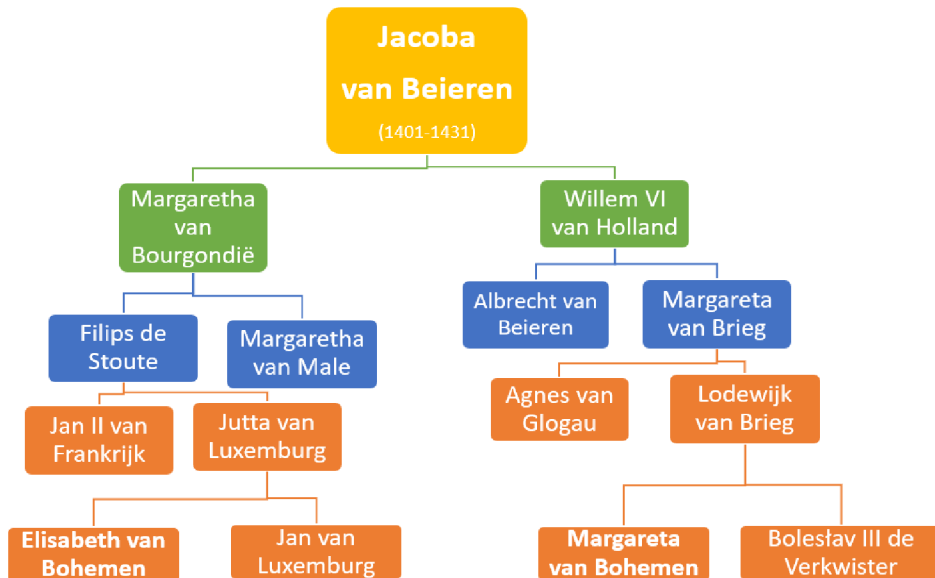 Jacoba
van Beieren
(1401-1431)
Margaretha
van
Bourgondië
Willem VI
van Holland
Filips de
Stoute
Margaretha
van Male
Albrecht van
Beieren
Margareta
van Brieg
Jan II van
Frankrijk
Jutta van
Luxemburg
Agnes van
Glogau
Lodewijk
van Brieg
Elisabeth van
Bohemen
Jan van
Luxemburg
Margareta
van Bohemen
Bolesław III de
Verkwister